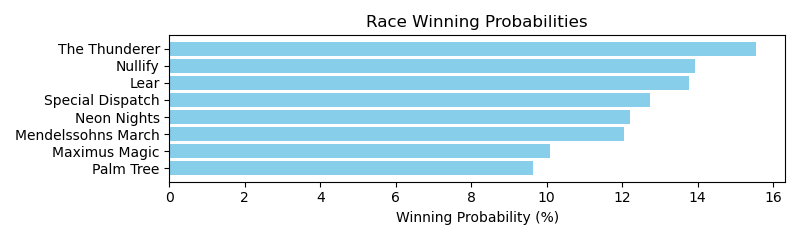 Race Winning Probabilities
The Thunderer
Nullify
Lear
Special Dispatch
Neon Nights
Mendelssohns March
Maximus Magic
Palm Tree
0 2 4 6 8 10 12 14 16
Winning Probability (%)